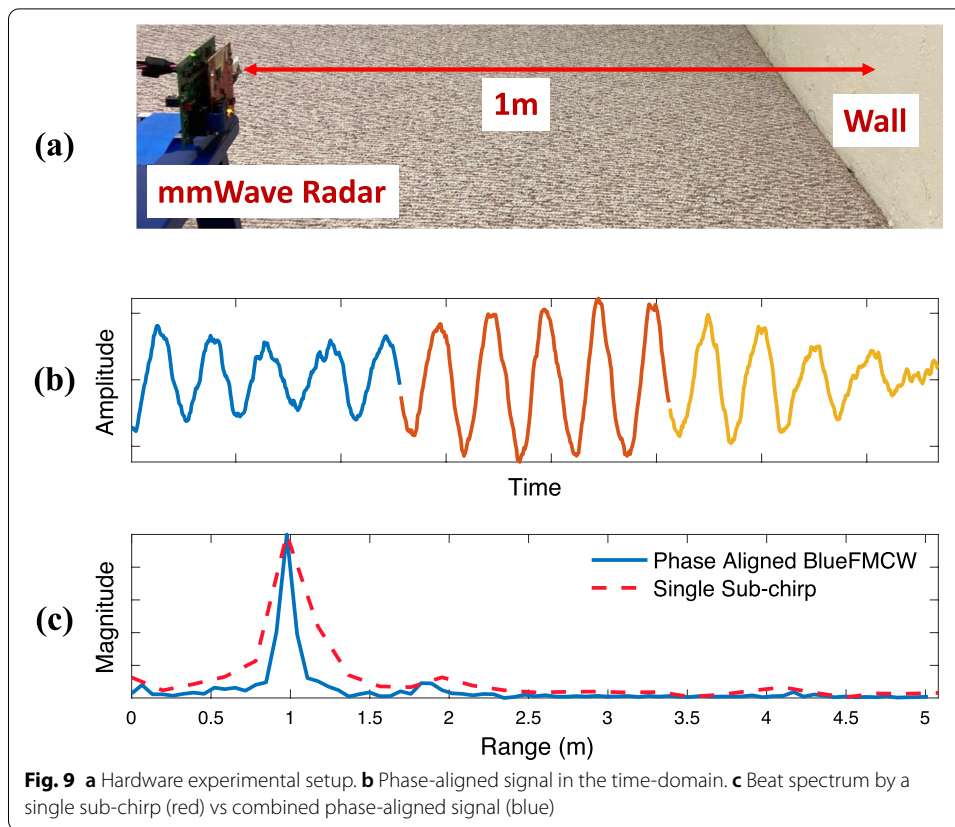 (a)
1m
Wall
mmWave Radar
(b)
Amplitude
Time
(c)
Magnitude
Phase Aligned BlueFMCW
Single Sub-chirp
0 0.5 1 1.5 2 2.5 3 3.5 4 4.5 5
Range (m)
Fig. 9 a Hardware experimental setup. b Phase-aligned signal in the time-domain. c Beat spectrum by a
single sub-chirp (red) vs combined phase-aligned signal (blue)